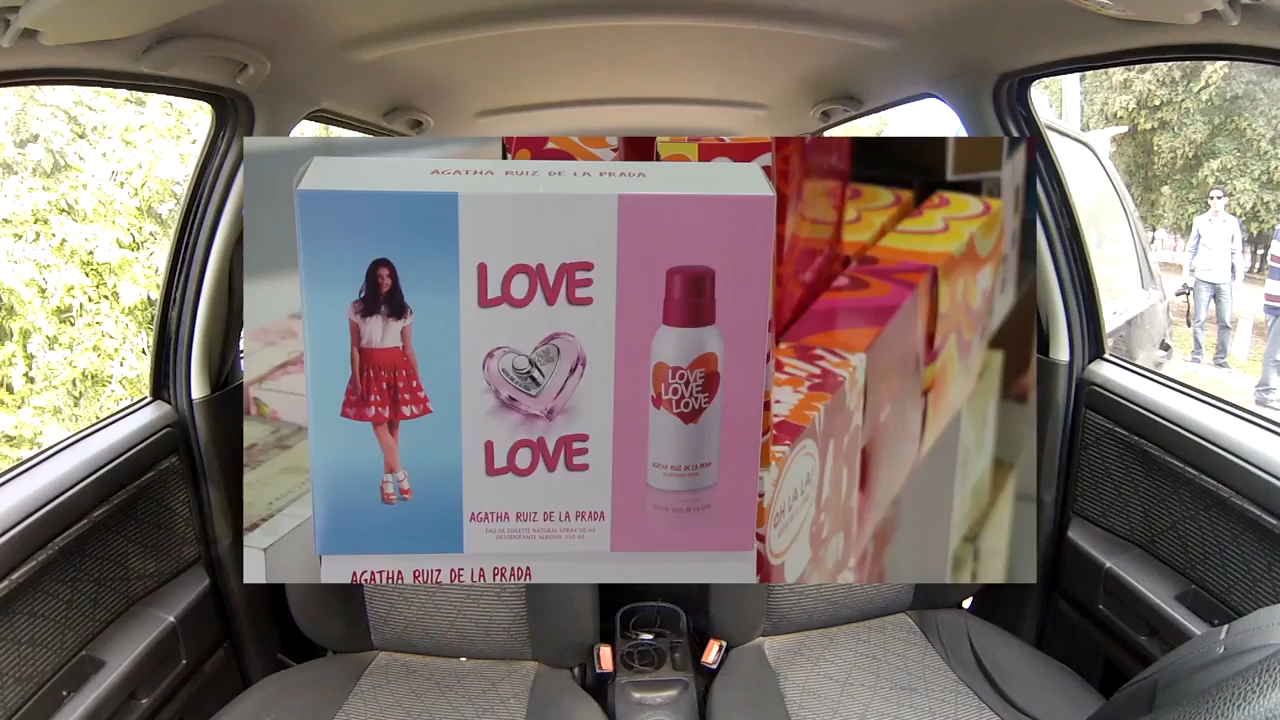 AGATHA RUIZ DE LA PRADA
LOVE
LOVE
AGATHA RUIZ DE LA PRADA
EAU DE TOILETTE NATURAL SPRAY 50 ml
DESODORANTE AEROSOL 150 ml
LOVE
LOVE
LOVE
AGATHA RUIZ DE LA PRADA
AGATHA RUIZ DE LA PRADA
OH LA LA